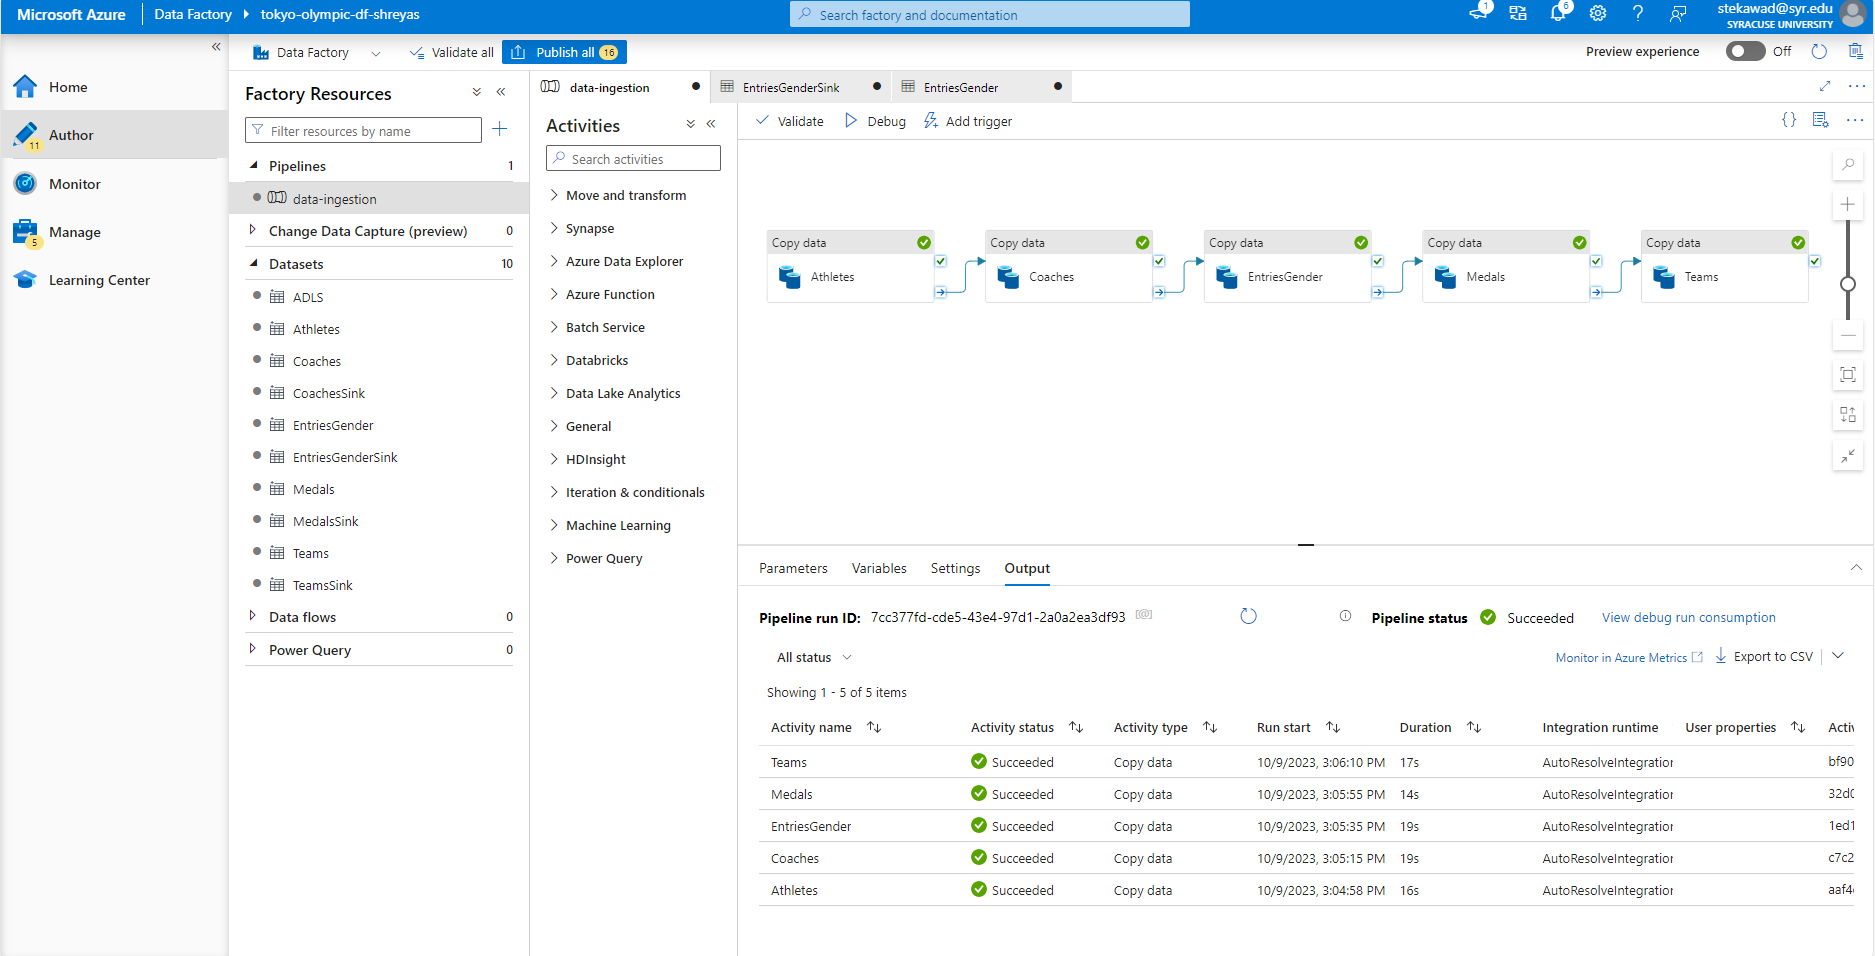 Microsoft Azure
Data Factory
tokyo-olympic-df-shreyas
Search factory and documentation
1
6
stekawad@syr.edu
SYRACUSE UNIVERSITY
Home
Author
11
Monitor
Manage
5
Learning Center
Data Factory
Validate all
Publish all 16
Preview experience
Off
Factory Resources
Filter resources by name
Pipelines 1
data-ingestion
Change Data Capture (preview) 0
Datasets 10
ADLS
Athletes
Coaches
CoachesSink
EntriesGender
EntriesGenderSink
Medals
MedalsSink
Teams
TeamsSink
Data flows 0
Power Query 0
data-ingestion
EntriesGenderSink
EntriesGender
Activities
Search activities
Move and transform
Synapse
Azure Data Explorer
Azure Function
Batch Service
Databricks
Data Lake Analytics
General
HDInsight
Iteration & conditionals
Machine Learning
Power Query
Validate
Debug
Add trigger
Copy data
Athletes
Copy data
Coaches
Copy data
EntriesGender
Copy data
Medals
Copy data
Teams
Parameters
Variables
Settings
Output
Pipeline run ID: 7cc377fd-cde5-43e4-97d1-2a0a2ea3df93
Pipeline status Succeeded
View debug run consumption
All status
Monitor in Azure Metrics
Export to CSV
Showing 1 - 5 of 5 items
Activity name Activity status Activity type Run start Duration Integration runtime User properties Activ
Teams Succeeded Copy data 10/9/2023, 3:06:10 PM 17s AutoResolveIntegration bf90
Medals Succeeded Copy data 10/9/2023, 3:05:55 PM 14s AutoResolveIntegration 32d0
EntriesGender Succeeded Copy data 10/9/2023, 3:05:35 PM 19s AutoResolveIntegration 1ed1
Coaches Succeeded Copy data 10/9/2023, 3:05:15 PM 19s AutoResolveIntegration c7c2
Athletes Succeeded Copy data 10/9/2023, 3:04:58 PM 16s AutoResolveIntegration aaf4